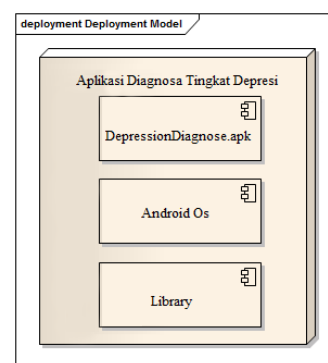 deployment Deployment Model
Aplikasi Diagnosa Tingkat Depresi
DepressionDiagnose.apk
Android Os
Library